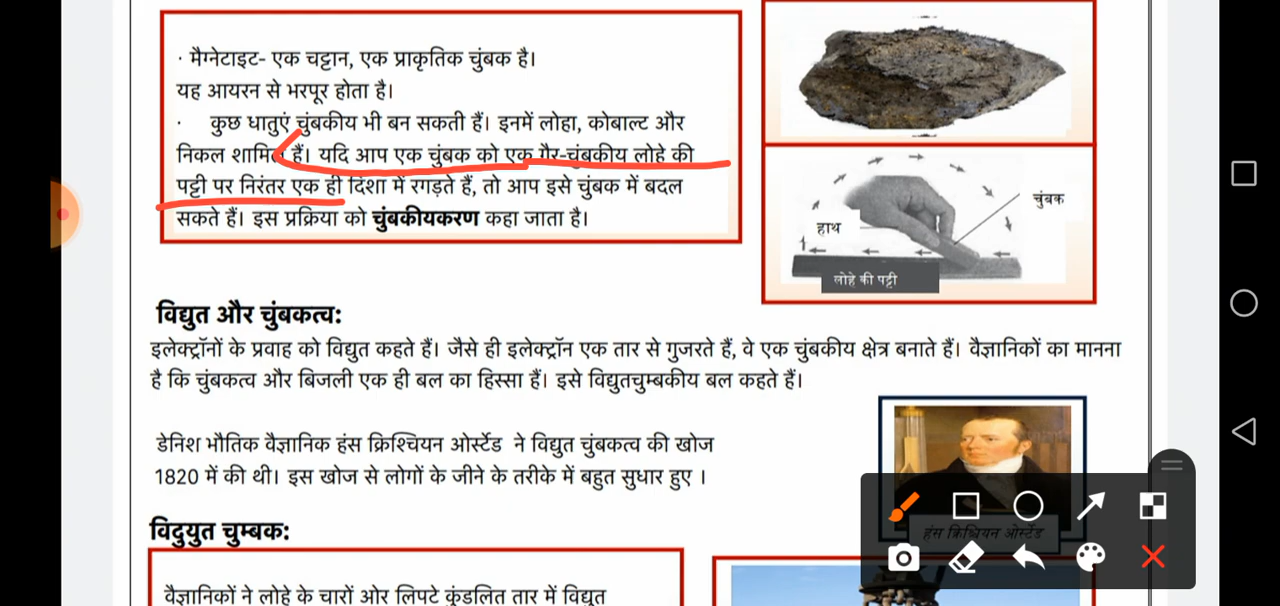 · मैग्नेटाइट- एक चट्टान, एक प्राकृतिक चुंबक है।
यह आयरन से भरपूर होता है।
· कुछ धातुएं चुंबकीय भी बन सकती हैं। इनमें लोहा, कोबाल्ट और
निकल शामिल हैं। यदि आप एक चुंबक को एक गैर-चुंबकीय लोहे की
पट्टी पर निरंतर एक ही दिशा में रगड़ते हैं, तो आप इसे चुंबक में बदल
सकते हैं। इस प्रक्रिया को चुंबकीयकरण कहा जाता है।
चुंबक
हाथ
लोहे की पट्टी
विद्युत और चुंबकत्व:
इलेक्ट्रॉनों के प्रवाह को विद्युत कहते हैं। जैसे ही इलेक्ट्रॉन एक तार से गुजरते हैं, वे एक चुंबकीय क्षेत्र बनाते हैं। वैज्ञानिकों का मानना
है कि चुंबकत्व और बिजली एक ही बल का हिस्सा हैं। इसे विद्युतचुम्बकीय बल कहते हैं।
डेनिश भौतिक वैज्ञानिक हंस क्रिश्चियन ओर्स्टेड ने विद्युत चुंबकत्व की खोज
1820 में की थी। इस खोज से लोगों के जीने के तरीके में बहुत सुधार हुए ।
हंस क्रिश्चियन ओर्स्टेड
विदुयुत चुम्बक:
वैज्ञानिकों ने लोहे के चारों ओर लिपटे कुंडलित तार में विद्युत